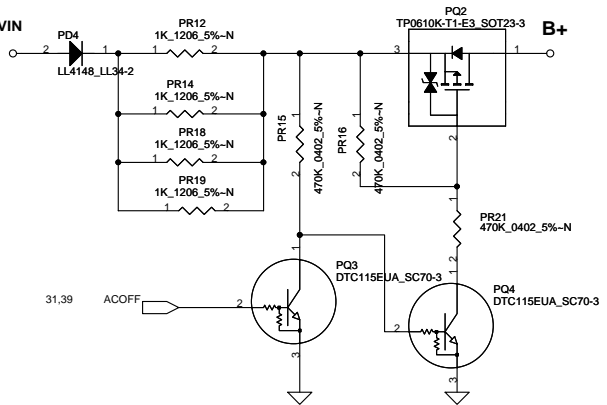 VIN
2
PD4
1
LL4148_LL34-2
PR12
1K_1206_5%~N
1
2
PR14
1K_1206_5%~N
1
2
PR18
1K_1206_5%~N
1
2
PR19
1K_1206_5%~N
1
2
PR15
470K_0402_5%~N
1
2
PR16
470K_0402_5%~N
1
2
PQ2
TP0610K-T1-E3_SOT23-3
3
1
2
B+
PR21
470K_0402_5%~N
1
2
PQ3
DTC115EUA_SC70-3
1
2
3
PQ4
DTC115EUA_SC70-3
1
2
3
31,39 ACOFF